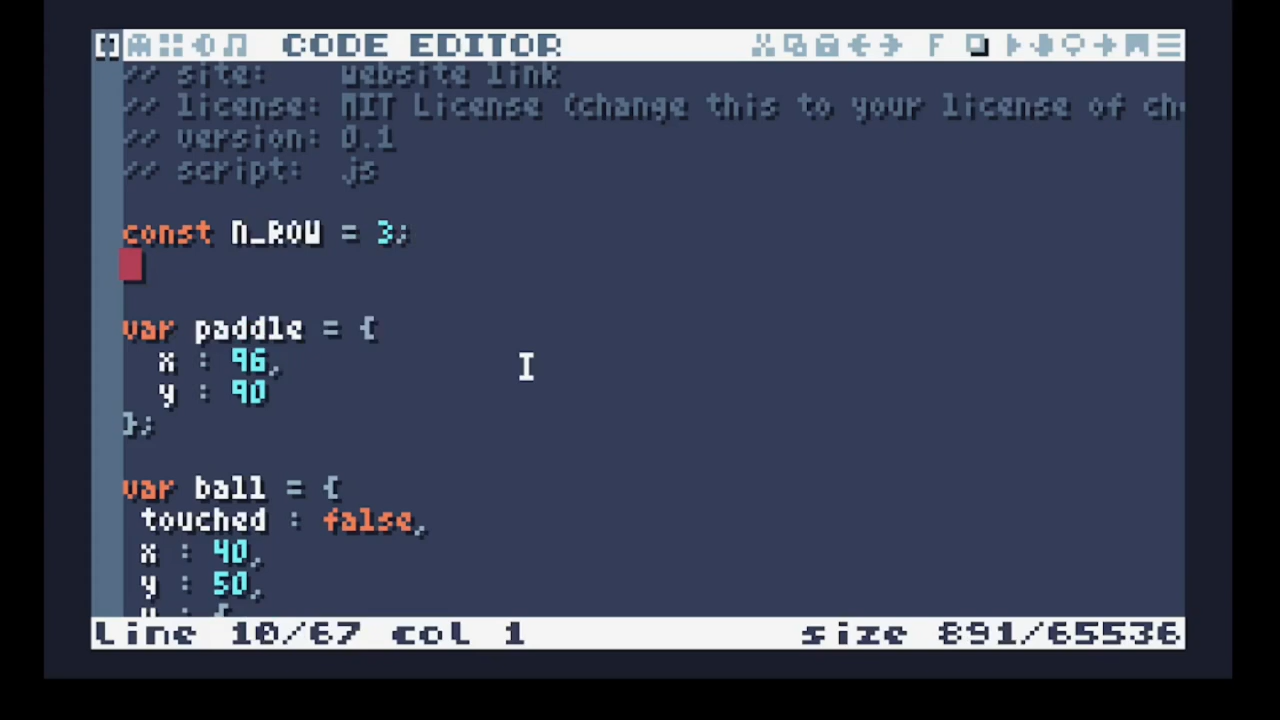 CODE EDITOR
F
// site: website link
// license: MIT License (change this to your license of ch
// version: 0.1
// script: js
const N_ROW = 3;
var paddle = {
x : 96,
y : 90
};
var ball = {
touched : false,
x : 40,
y : 50,
line 10/67 col 1
size 891/65536